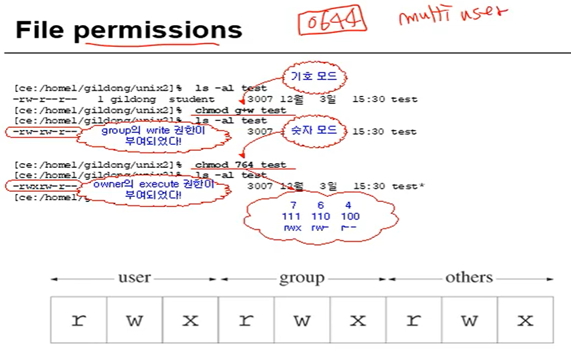 File permissions
0644
multi user
[ce:/home1/gildong/unix2]% ls -al test
-rw-r--r-- 1 gildong student 3007 12월 3일 15:30 test
기호 모드
[ce:/home1/gildong/unix2]% chmod g+w test
[ce:/home1/gildong/unix2]% ls -al test
-rw-rw-r-- 3007 15:30 test
group의 write 권한이
부여되었다!
숫자 모드
[ce:/home1/gildong/unix2]% chmod 764 test
[ce:/home1/gildong/unix2]% ls -al test
-rwxrw-r-- 3007 12월 3일 15:30 test*
owner의 execute 권한이
부여되었다!
[ce:/home1/g
7 6 4
111 110 100
rwx rw- r--
user group others
r w x r w x r w x